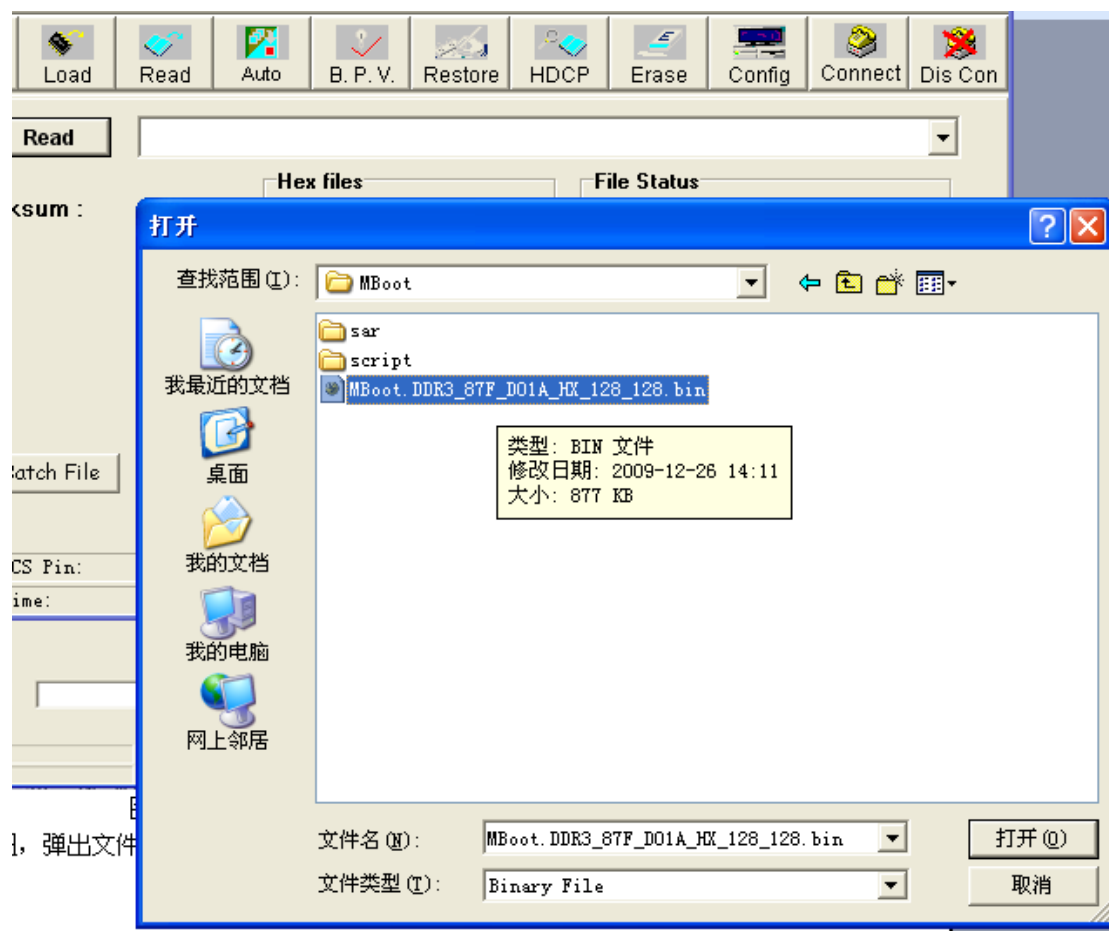 Load Read Auto B. P. V. Restore HDCP Erase Config Connect Dis Con
Read
Hex files File Status
ksum :
打开
查找范围(I): MBoot
sar
script
MBoot.DDR3_87F_D01A_HX_128_128.bin
类型: BIN 文件
修改日期: 2009-12-26 14:11
大小: 877 KB
我最近的文档
桌面
我的文档
我的电脑
网上邻居
Batch File
CS Pin:
ime:
，弹出文件
文件名(N): MBoot.DDR3_87F_D01A_HX_128_128.bin 打开(O)
文件类型(T): Binary File 取消